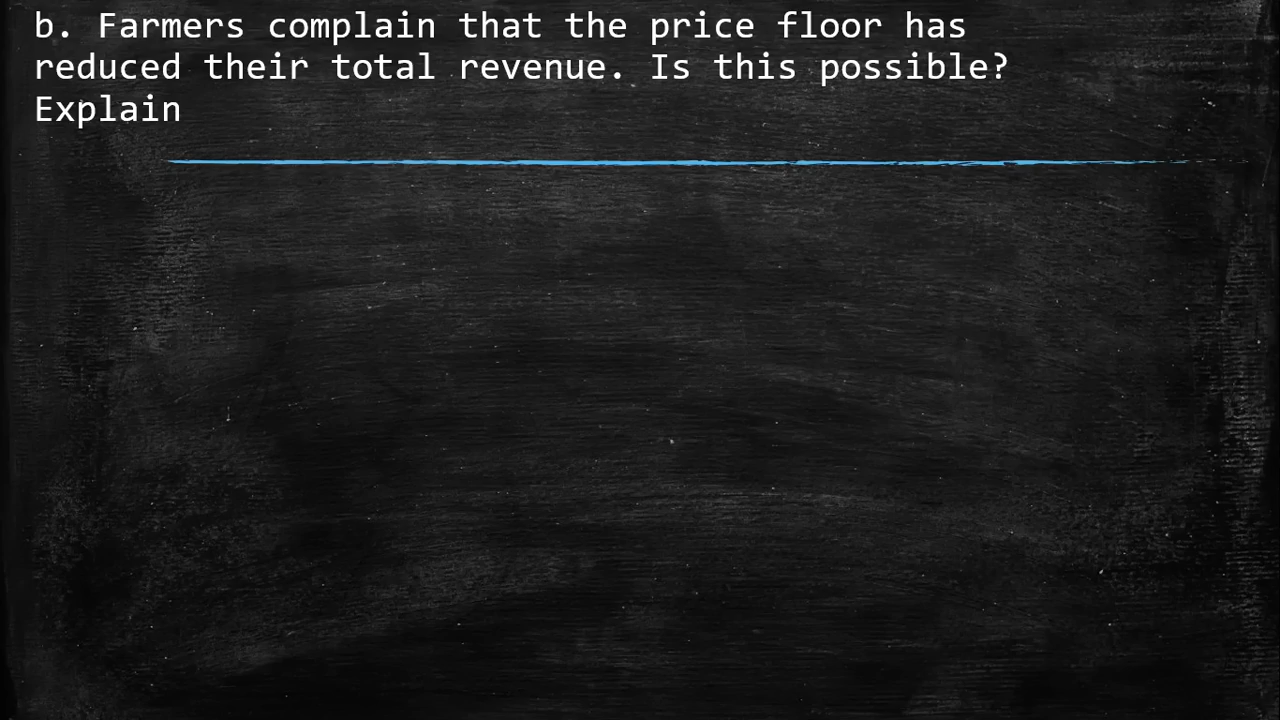 b. Farmers complain that the price floor has
reduced their total revenue. Is this possible?
Explain